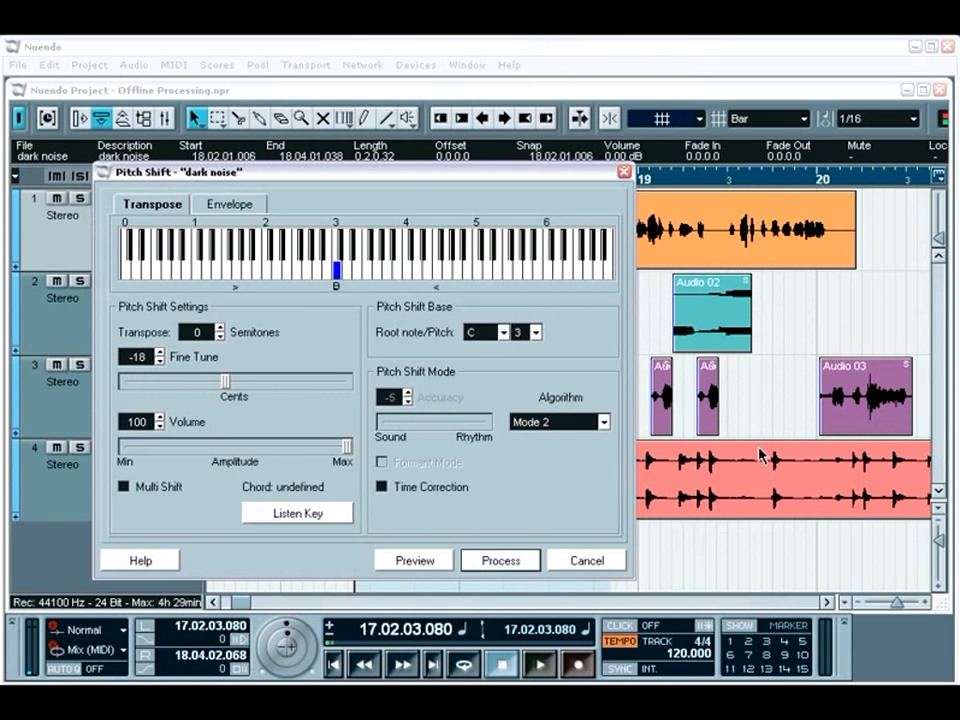 Nuendo
File Edit Project Audio MIDI Scores Pool Transport Network Devices Window Help
Nuendo Project - Offline Processing.npr
Bar 1/16
File Description Start End Length Offset Snap Volume Fade In Fade Out Mute Loc
dark noise dark noise 18.02.01.006 18.04.01.038 0.2.0.32 0.0.0.0 18.02.01.006 0.00 dB 0.0.0.0 0.0.0.0
Pitch Shift - "dark noise"
19 3 20 3
1 M S
Stereo
2 M S
Stereo
3 M S
Stereo
4 M S
Stereo
Audio 02
Audio 03
Transpose Envelope
0 1 2 3 4 5 6
> B <
Pitch Shift Settings
Transpose: 0 Semitones
-18 Fine Tune
Cents
100 Volume
Min Amplitude Max
Multi Shift Chord: undefined
Listen Key
Pitch Shift Base
Root note/Pitch: C 3
Pitch Shift Mode
-5 Accuracy Algorithm
Mode 2
Sound Rhythm
Formant Mode
Time Correction
Help Preview Process Cancel
Rec: 44100 Hz - 24 Bit - Max: 4h 29min
Normal
Mix (MIDI)
AUTO Q OFF
L 17.02.03.080
0
R 18.04.02.068
0
17.02.03.080 17.02.03.080
CLICK OFF
TEMPO TRACK 4/4
120.000
SYNC INT.
SHOW MARKER
1 2 3 4 5
6 7 8 9 10
11 12 13 14 15